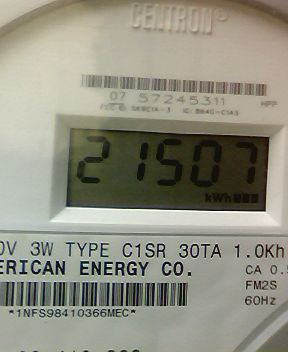 CENTRON®
07 57245311 HPP
21507
kWh
0V 3W TYPE C1SR 30TA 1.0Kh
ERICAN ENERGY CO.
CA 0.5
FM2S
60Hz
*1NFS98410366MEC*